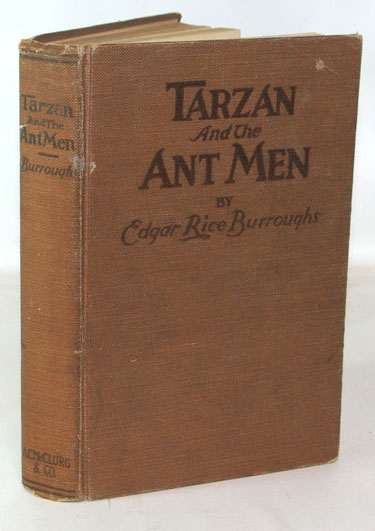 Tarzan
And The
Ant Men
Burroughs
A.C. McCLURG
& CO.
TARZAN
And the
ANT MEN
BY
Edgar Rice Burroughs